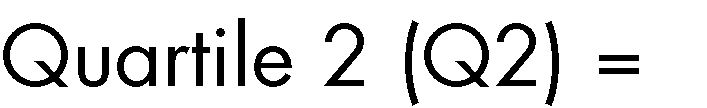 Quartile 2 (Q2) =